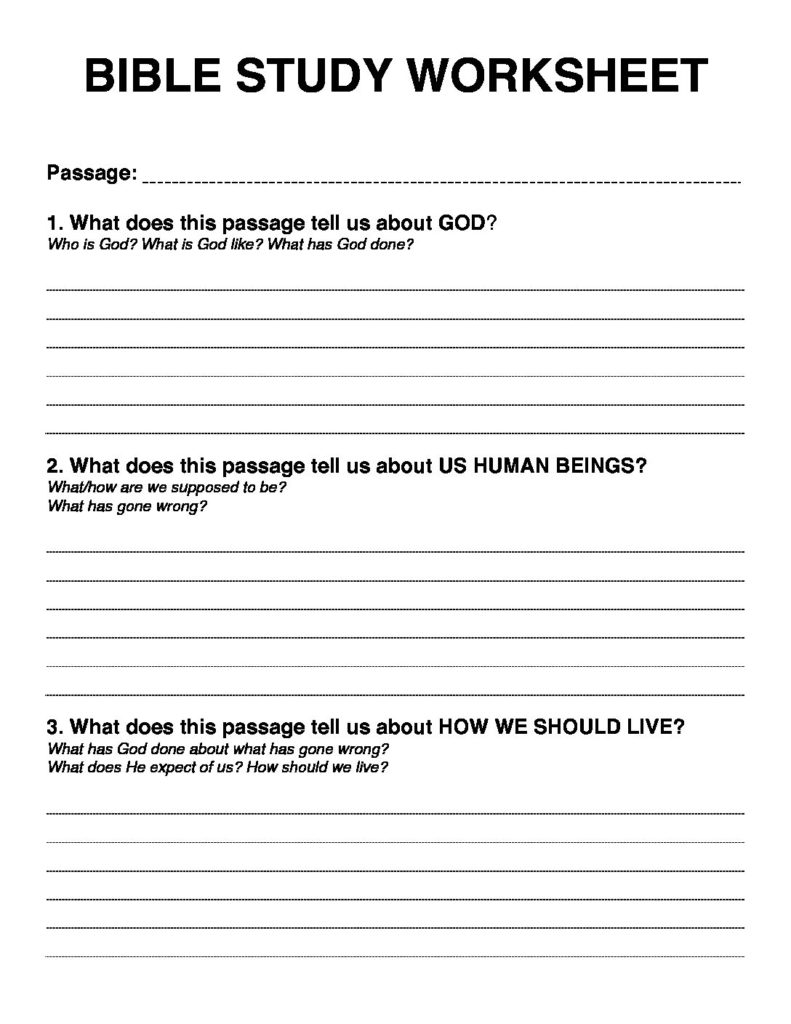 BIBLE STUDY WORKSHEET
Passage:
1. What does this passage tell us about GOD?
Who is God? What is God like? What has God done?
2. What does this passage tell us about US HUMAN BEINGS?
What/how are we supposed to be?
What has gone wrong?
3. What does this passage tell us about HOW WE SHOULD LIVE?
What has God done about what has gone wrong?
What does He expect of us? How should we live?